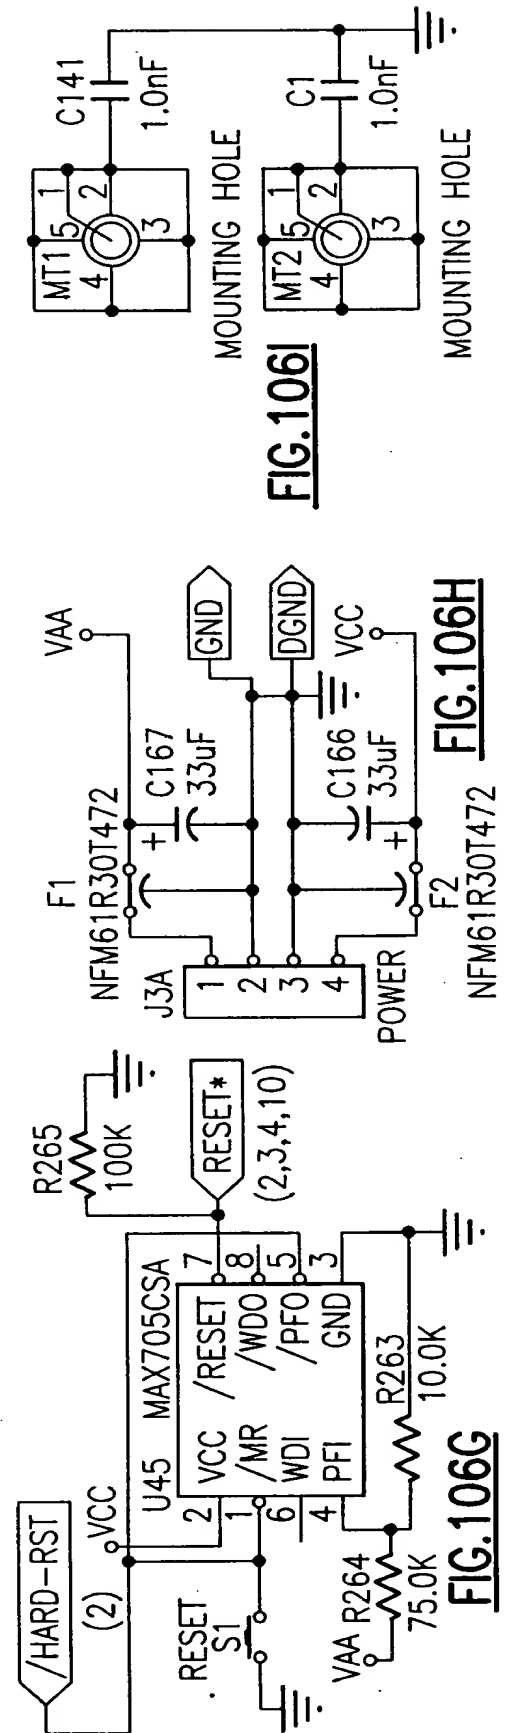 /HARD-RST
(2)
VCC
U45
MAX705CSA
2
VCC
/RESET
7
1
/MR
/WDO
8
6
WDI
/PFO
5
4
PFI
GND
3
RESET
S1
VAA
R264
75.0K
R263
10.0K
R265
100K
RESET*
(2,3,4,10)
FIG.106G
J3A
1
2
3
4
POWER
F1
NFM61R30T472
VAA
+
C167
33uF
GND
DGND
C166
33uF
+
VCC
F2
NFM61R30T472
FIG.106H
MT1
1
2
3
4
5
C141
1.0nF
MOUNTING HOLE
MT2
1
2
3
4
5
C1
1.0nF
MOUNTING HOLE
FIG.106I